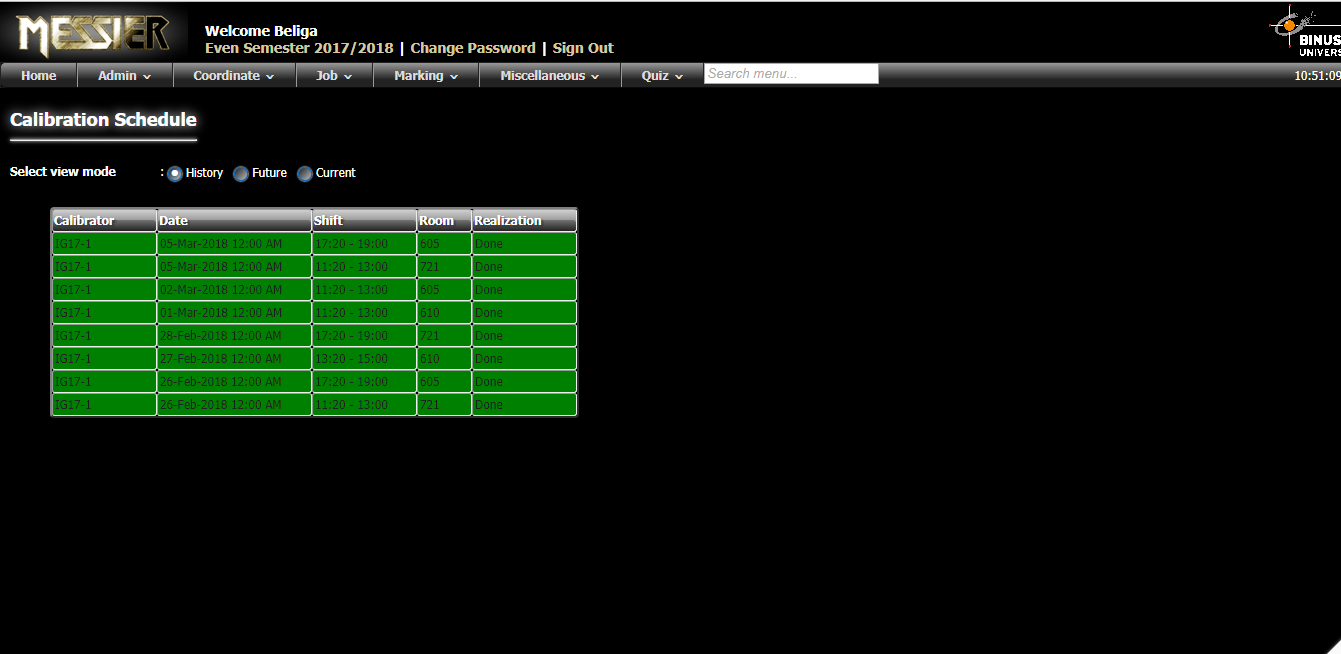 MESSIER
Welcome Beliga
Even Semester 2017/2018 | Change Password | Sign Out
BINUS
UNIVERS
Home Admin Coordinate Job Marking Miscellaneous Quiz Search menu... 10:51:09
Calibration Schedule
Select view mode : History Future Current
Calibrator Date Shift Room Realization
IG17-1 05-Mar-2018 12:00 AM 17:20 - 19:00 605 Done
IG17-1 05-Mar-2018 12:00 AM 11:20 - 13:00 721 Done
IG17-1 02-Mar-2018 12:00 AM 11:20 - 13:00 605 Done
IG17-1 01-Mar-2018 12:00 AM 11:20 - 13:00 610 Done
IG17-1 28-Feb-2018 12:00 AM 17:20 - 19:00 721 Done
IG17-1 27-Feb-2018 12:00 AM 13:20 - 15:00 610 Done
IG17-1 26-Feb-2018 12:00 AM 17:20 - 19:00 605 Done
IG17-1 26-Feb-2018 12:00 AM 11:20 - 13:00 721 Done